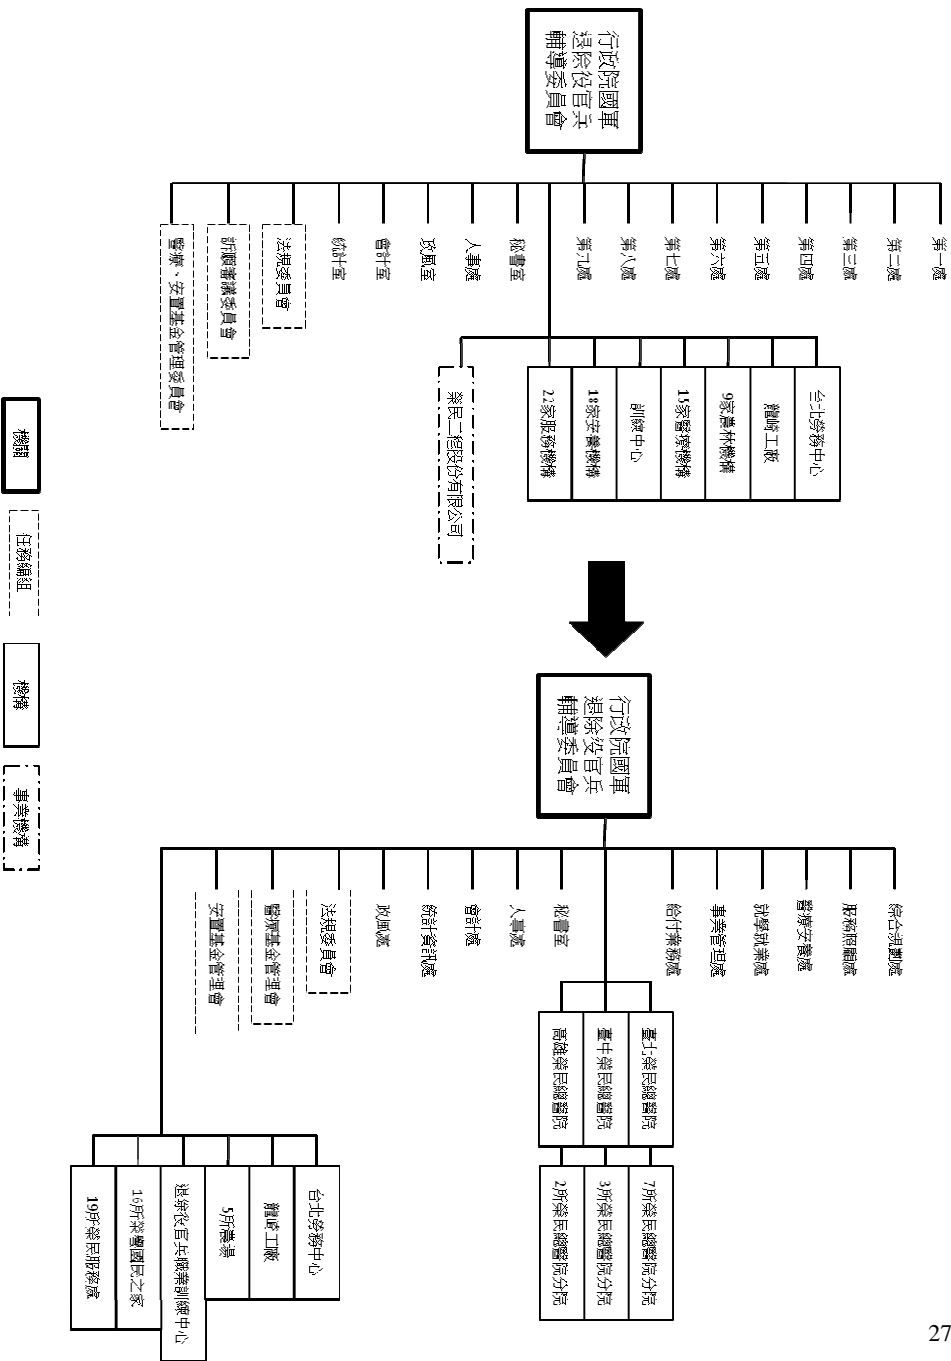 行政院國軍
退除役官兵
輔導委員會
第一處
第二處
第三處
第四處
第五處
第六處
第七處
第八處
第九處
秘書室
人事處
政風室
會計室
統計室
法規委員會
訴願審議委員會
醫療、安置基金管理委員會
台北勞務中心
龍崎工廠
9家農林機構
15家醫療機構
訓練中心
18家安養機構
22家服務機構
榮民工程股份有限公司
行政院國軍
退除役官兵
輔導委員會
綜合規劃處
服務照顧處
醫療安養處
就學就業處
事業管理處
給付業務處
秘書室
人事處
會計處
統計資訊處
政風處
法規委員會
醫療基金管理會
安置基金管理會
臺北榮民總醫院
臺中榮民總醫院
高雄榮民總醫院
7所榮民總醫院分院
3所榮民總醫院分院
2所榮民總醫院分院
台北勞務中心
龍崎工廠
5所農場
退除役官兵職業訓練中心
16所榮譽國民之家
19所榮民服務處
機關
任務編組
機構
事業機構
27